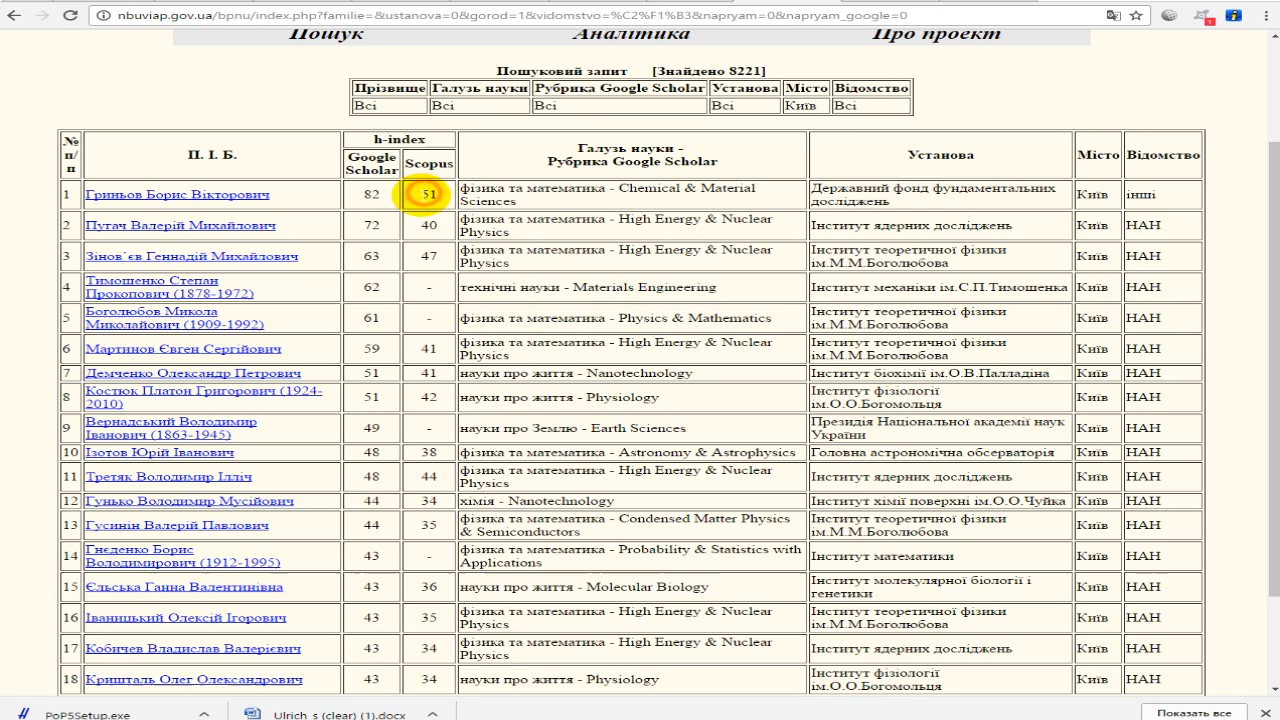 nbuviap.gov.ua/bpnu/index.php?familie=&ustanova=0&gorod=1&vidomstvo=%C2%F1%B3&napryam=0&napryam_google=0
1
Пошук Аналітика Про проект
Пошуковий запит [Знайдено 8221]
Прізвище Галузь науки Рубрика Google Scholar Установа Місто Відомство
Всі Всі Всі Всі Київ Всі
№ п/п П. І. Б. h-index Галузь науки - Рубрика Google Scholar Установа Місто Відомство
Google Scholar Scopus
1 Гриньов Борис Вікторович 82 51 фізика та математика - Chemical & Material Sciences Державний фонд фундаментальних досліджень Київ інші
2 Пугач Валерій Михайлович 72 40 фізика та математика - High Energy & Nuclear Physics Інститут ядерних досліджень Київ НАН
3 Зінов`єв Геннадій Михайлович 63 47 фізика та математика - High Energy & Nuclear Physics Інститут теоретичної фізики ім.М.М.Боголюбова Київ НАН
4 Тимошенко Степан Прокопович (1878-1972) 62 - технічні науки - Materials Engineering Інститут механіки ім.С.П.Тимошенка Київ НАН
5 Боголюбов Микола Миколайович (1909-1992) 61 - фізика та математика - Physics & Mathematics Інститут теоретичної фізики ім.М.М.Боголюбова Київ НАН
6 Мартинов Євген Сергійович 59 41 фізика та математика - High Energy & Nuclear Physics Інститут теоретичної фізики ім.М.М.Боголюбова Київ НАН
7 Демченко Олександр Петрович 51 41 науки про життя - Nanotechnology Інститут біохімії ім.О.В.Палладіна Київ НАН
8 Костюк Платон Григорович (1924-2010) 51 42 науки про життя - Physiology Інститут фізіології ім.О.О.Богомольця Київ НАН
9 Вернадський Володимир Іванович (1863-1945) 49 - науки про Землю - Earth Sciences Президія Національної академії наук України Київ НАН
10 Ізотов Юрій Іванович 48 38 фізика та математика - Astronomy & Astrophysics Головна астрономічна обсерваторія Київ НАН
11 Третяк Володимир Ілліч 48 44 фізика та математика - High Energy & Nuclear Physics Інститут ядерних досліджень Київ НАН
12 Гунько Володимир Мусійович 44 34 хімія - Nanotechnology Інститут хімії поверхні ім.О.О.Чуйка Київ НАН
13 Гусинін Валерій Павлович 44 35 фізика та математика - Condensed Matter Physics & Semiconductors Інститут теоретичної фізики ім.М.М.Боголюбова Київ НАН
14 Гнєденко Борис Володимирович (1912-1995) 43 - фізика та математика - Probability & Statistics with Applications Інститут математики Київ НАН
15 Єльська Ганна Валентинівна 43 36 науки про життя - Molecular Biology Інститут молекулярної біології і генетики Київ НАН
16 Іваницький Олексій Ігорович 43 35 фізика та математика - High Energy & Nuclear Physics Інститут теоретичної фізики ім.М.М.Боголюбова Київ НАН
17 Кобичев Владислав Валерієвич 43 34 фізика та математика - High Energy & Nuclear Physics Інститут ядерних досліджень Київ НАН
18 Кришталь Олег Олександрович 43 34 науки про життя - Physiology Інститут фізіології ім.О.О.Богомольця Київ НАН
PoP5Setup.exe Ulrich_s (clear) (1).docx Показать все